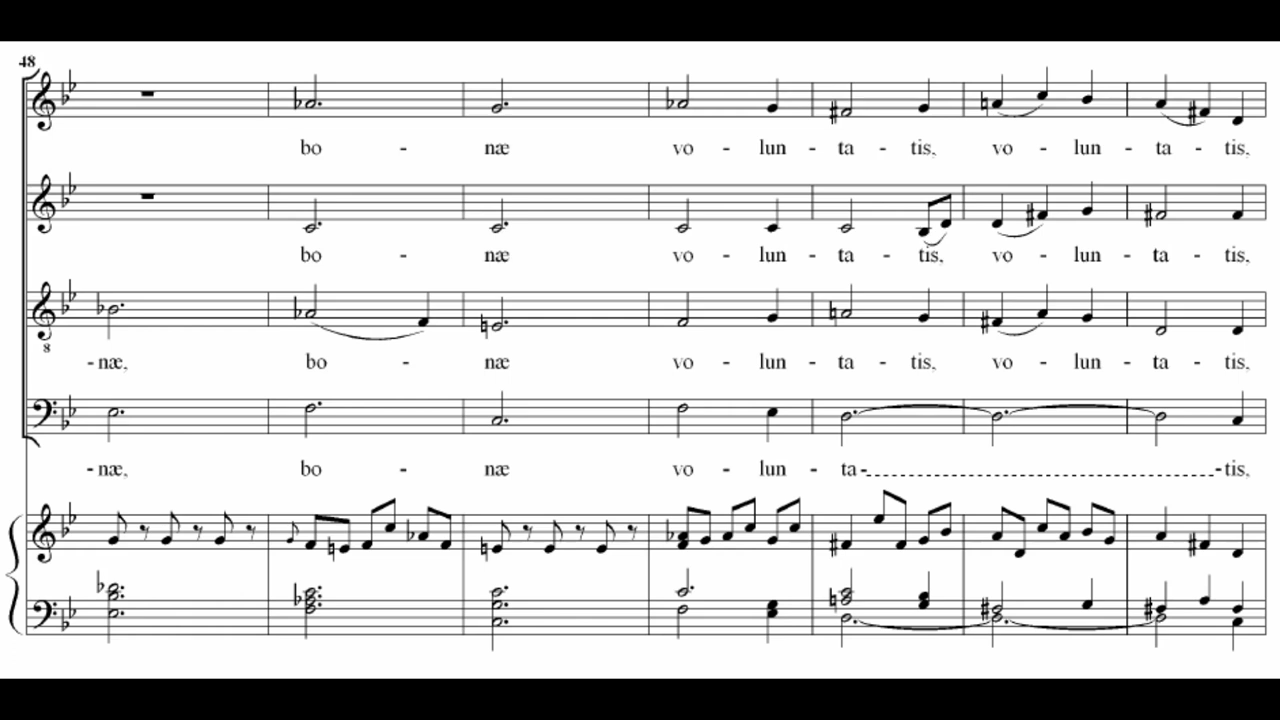 48
bo - næ vo - lun - ta - tis, vo - lun - ta - tis,
bo - næ vo - lun - ta - tis, vo - lun - ta - tis,
8
- næ, bo - næ vo - lun - ta - tis, vo - lun - ta - tis,
- næ, bo - næ vo - lun - ta - - tis,